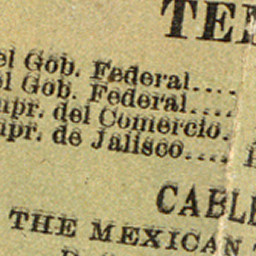 TE
el Gob. Federal....
el Gob. Federal....
mpr. del Comercio.
mpr. de Jalisco....
CABLE
THE MEXICAN